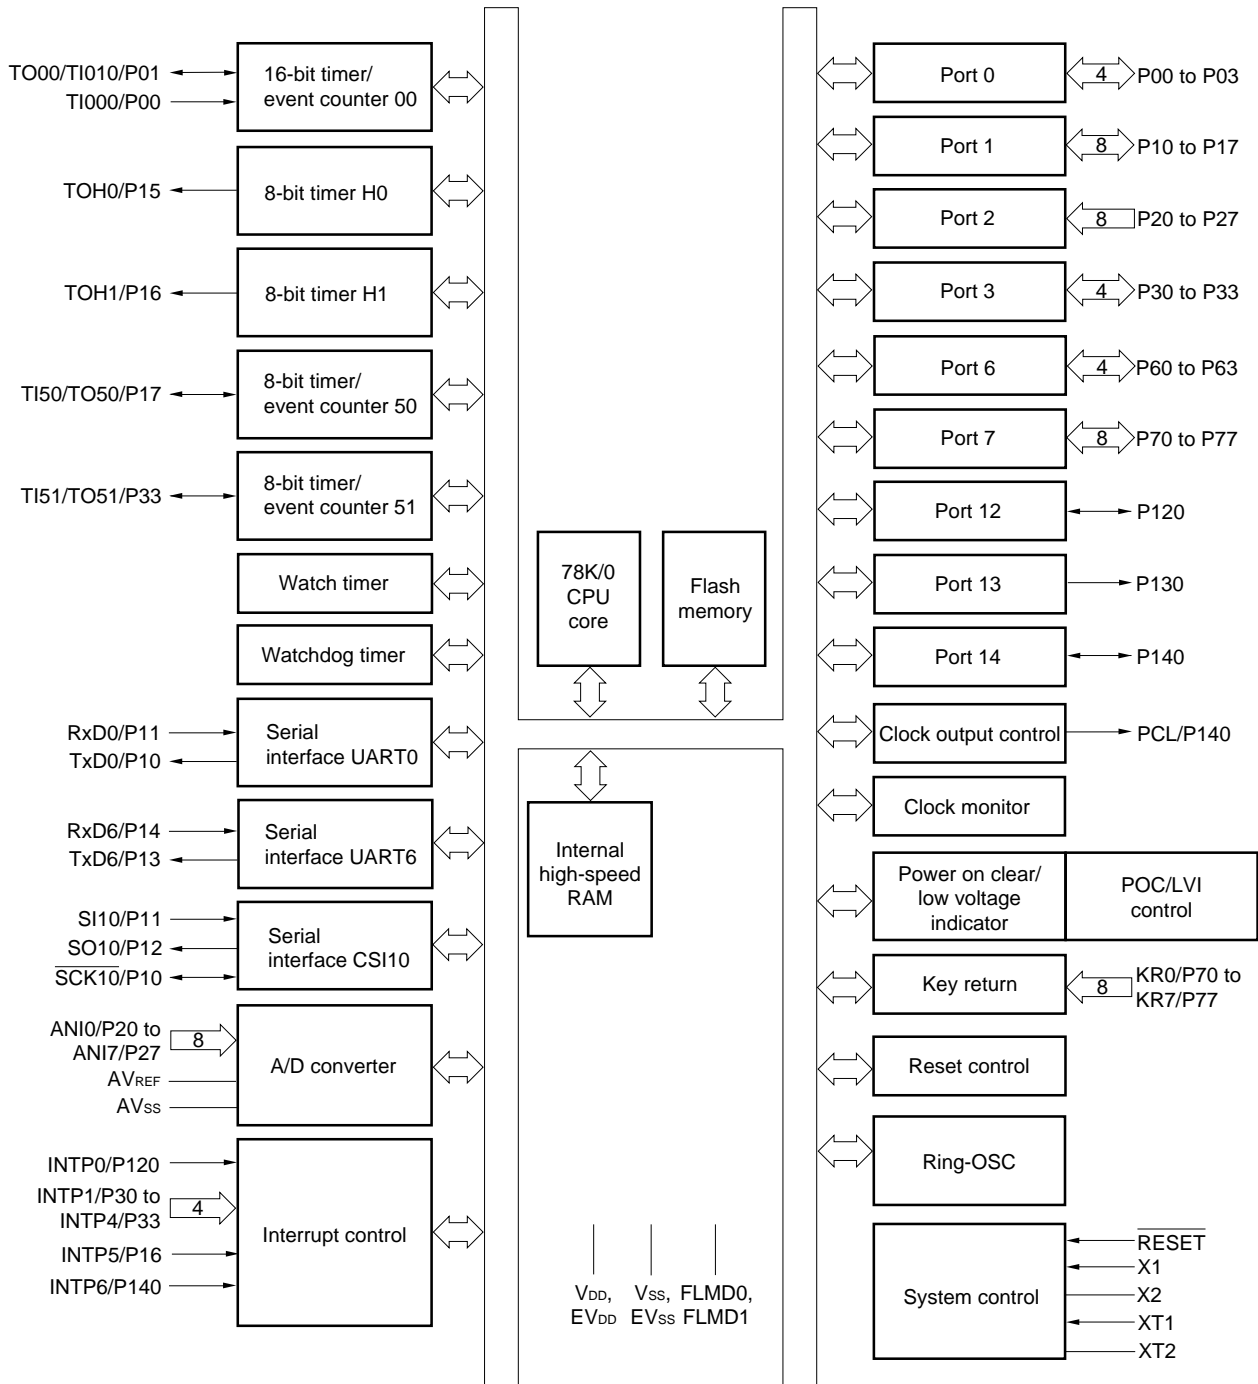 TO00/TI010/P01
TI000/P00
16-bit timer/
event counter 00
TOH0/P15
8-bit timer H0
TOH1/P16
8-bit timer H1
TI50/TO50/P17
8-bit timer/
event counter 50
TI51/TO51/P33
8-bit timer/
event counter 51
Watch timer
Watchdog timer
RxD0/P11
TxD0/P10
Serial
interface UART0
RxD6/P14
TxD6/P13
Serial
interface UART6
SI10/P11
SO10/P12
SCK10/P10
Serial
interface CSI10
ANI0/P20 to
ANI7/P27
8
AVREF
AVSS
A/D converter
INTP0/P120
INTP1/P30 to
INTP4/P33
4
INTP5/P16
INTP6/P140
Interrupt control
78K/0
CPU
core
Flash
memory
Internal
high-speed
RAM
VDD,
EVDD
VSS,
EVSS
FLMD0,
FLMD1
Port 0
4
P00 to P03
Port 1
8
P10 to P17
Port 2
8
P20 to P27
Port 3
4
P30 to P33
Port 6
4
P60 to P63
Port 7
8
P70 to P77
Port 12
P120
Port 13
P130
Port 14
P140
Clock output control
PCL/P140
Clock monitor
Power on clear/
low voltage
indicator
POC/LVI
control
Key return
8
KR0/P70 to
KR7/P77
Reset control
Ring-OSC
System control
RESET
X1
X2
XT1
XT2